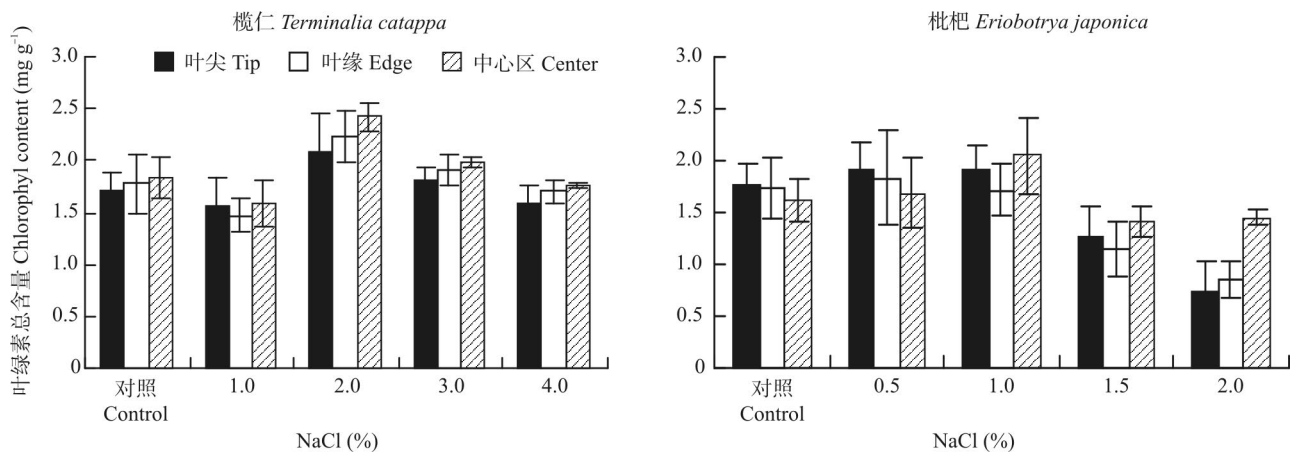 榄仁 Terminalia catappa
叶尖 Tip 叶缘 Edge 中心区 Center
叶绿素总含量 Chlorophyl content (mg g⁻¹)
3.0
2.5
2.0
1.5
1.0
0.5
0
对照 1.0 2.0 3.0 4.0
Control
NaCl (%)
枇杷 Eriobotrya japonica
3.0
2.5
2.0
1.5
1.0
0.5
0
对照 0.5 1.0 1.5 2.0
Control
NaCl (%)